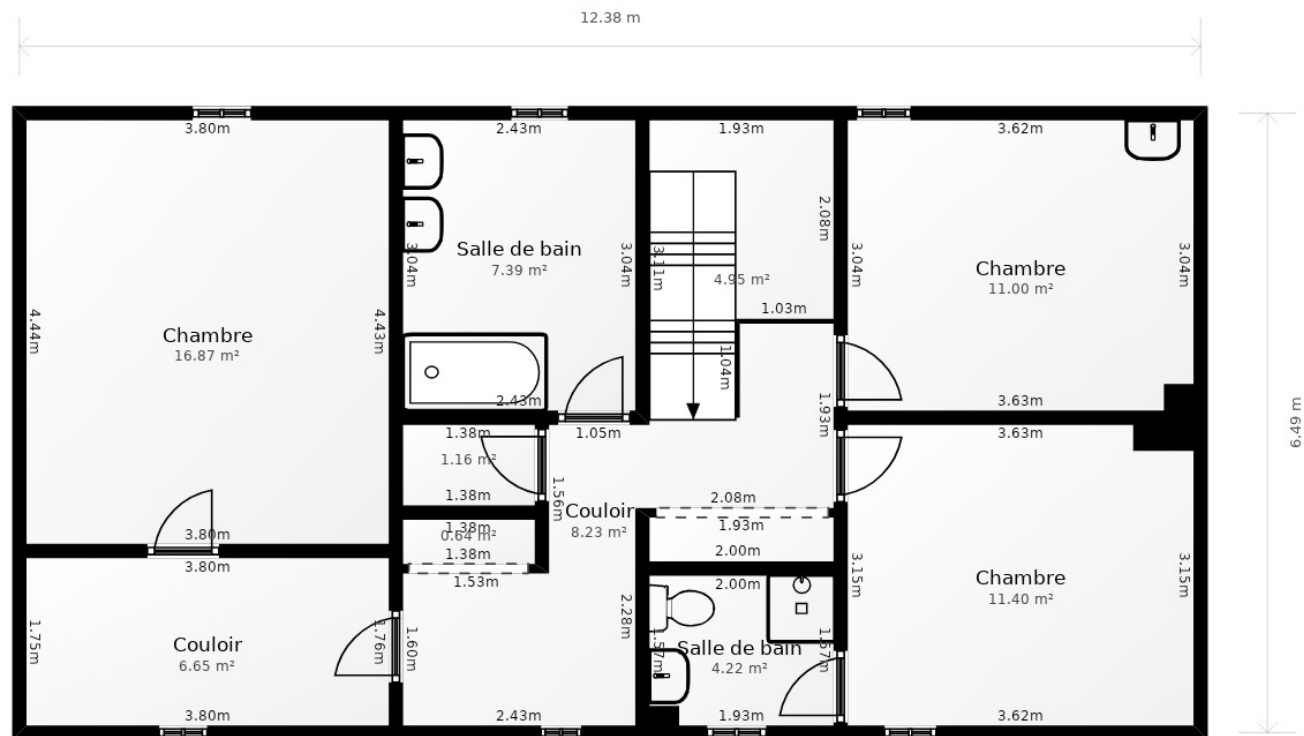 12.38 m
3.80m
2.43m
1.93m
3.62m
2.08m
3.04m
3.04m
3.11m
3.04m
3.04m
Salle de bain
7.39 m²
4.95 m²
Chambre
11.00 m²
1.03m
4.44m
4.43m
Chambre
16.87 m²
1.04m
2.43m
1.93m
3.63m
6.49 m
1.38m
1.05m
3.63m
1.16 m²
1.38m
1.56m
2.08m
Couloir
8.23 m²
1.93m
3.80m
1.38m
0.64 m²
1.38m
2.00m
3.80m
1.53m
2.00m
3.15m
3.15m
Chambre
11.40 m²
1.75m
Couloir
6.65 m²
1.76m
1.60m
2.28m
1.57m
Salle de bain
4.22 m²
1.57m
3.80m
2.43m
1.93m
3.62m